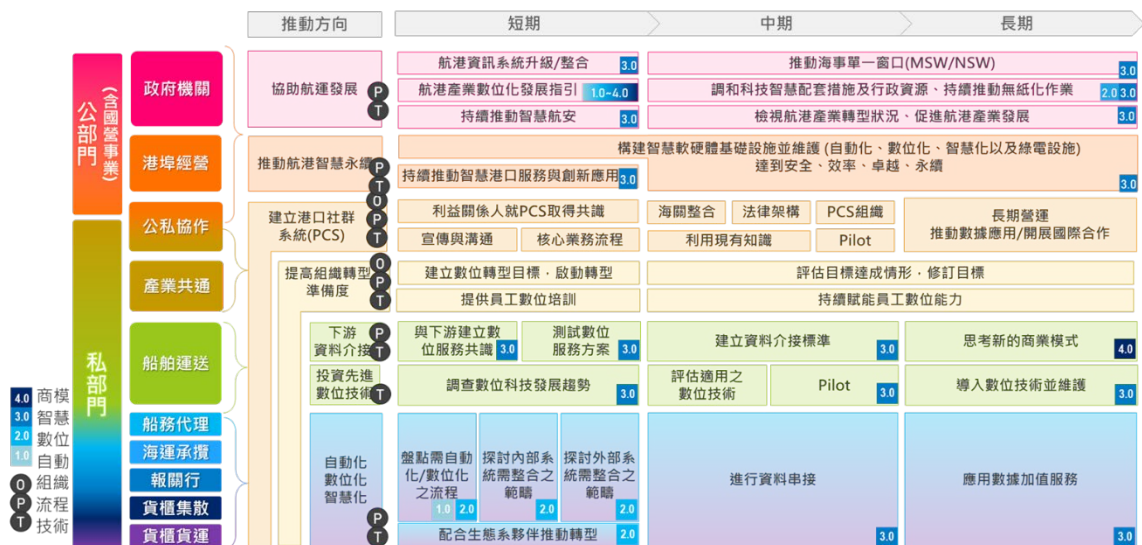 推動方向
短期
中期
長期
公部門
(含國營事業)
政府機關
港埠經營
公私協作
產業共通
私部門
船舶運送
船務代理
海運承攬
報關行
貨櫃集散
貨櫃貨運
4.0 商模
3.0 智慧
2.0 數位
1.0 自動
O 組織
P 流程
T 技術
協助航運發展
P
T
航港資訊系統升級/整合
3.0
推動海事單一窗口(MSW/NSW)
3.0
航港產業數位化發展指引
1.0~4.0
調和科技智慧配套措施及行政資源、持續推動無紙化作業
2.0 3.0
持續推動智慧航安
3.0
檢視航港產業轉型狀況、促進航港產業發展
3.0
推動航港智慧永續
P
T
構建智慧軟硬體基礎設施並維護 (自動化、數位化、智慧化以及綠電設施)
達到安全、效率、卓越、永續
3.0
持續推動智慧港口服務與創新應用
3.0
建立港口社群
系統(PCS)
O
P
T
利益關係人就PCS取得共識
宣傳與溝通
核心業務流程
海關整合
法律架構
PCS組織
利用現有知識
Pilot
長期營運
推動數據應用/開展國際合作
提高組織轉型
準備度
O
P
T
建立數位轉型目標，啟動轉型
評估目標達成情形，修訂目標
提供員工數位培訓
持續賦能員工數位能力
下游
資料介接
P
T
與下游建立數
位服務共識
3.0
測試數位
服務方案
3.0
建立資料介接標準
3.0
思考新的商業模式
4.0
投資先進
數位技術
T
調查數位科技發展趨勢
3.0
評估適用之
數位技術
Pilot
3.0
導入數位技術並維護
3.0
自動化
數位化
智慧化
P
T
盤點需自動
化/數位化
之流程
1.0 2.0
探討內部系
統需整合之
範疇
2.0
探討外部系
統需整合之
範疇
2.0
配合生態系夥伴推動轉型
2.0
進行資料串接
3.0
應用數據加值服務
3.0